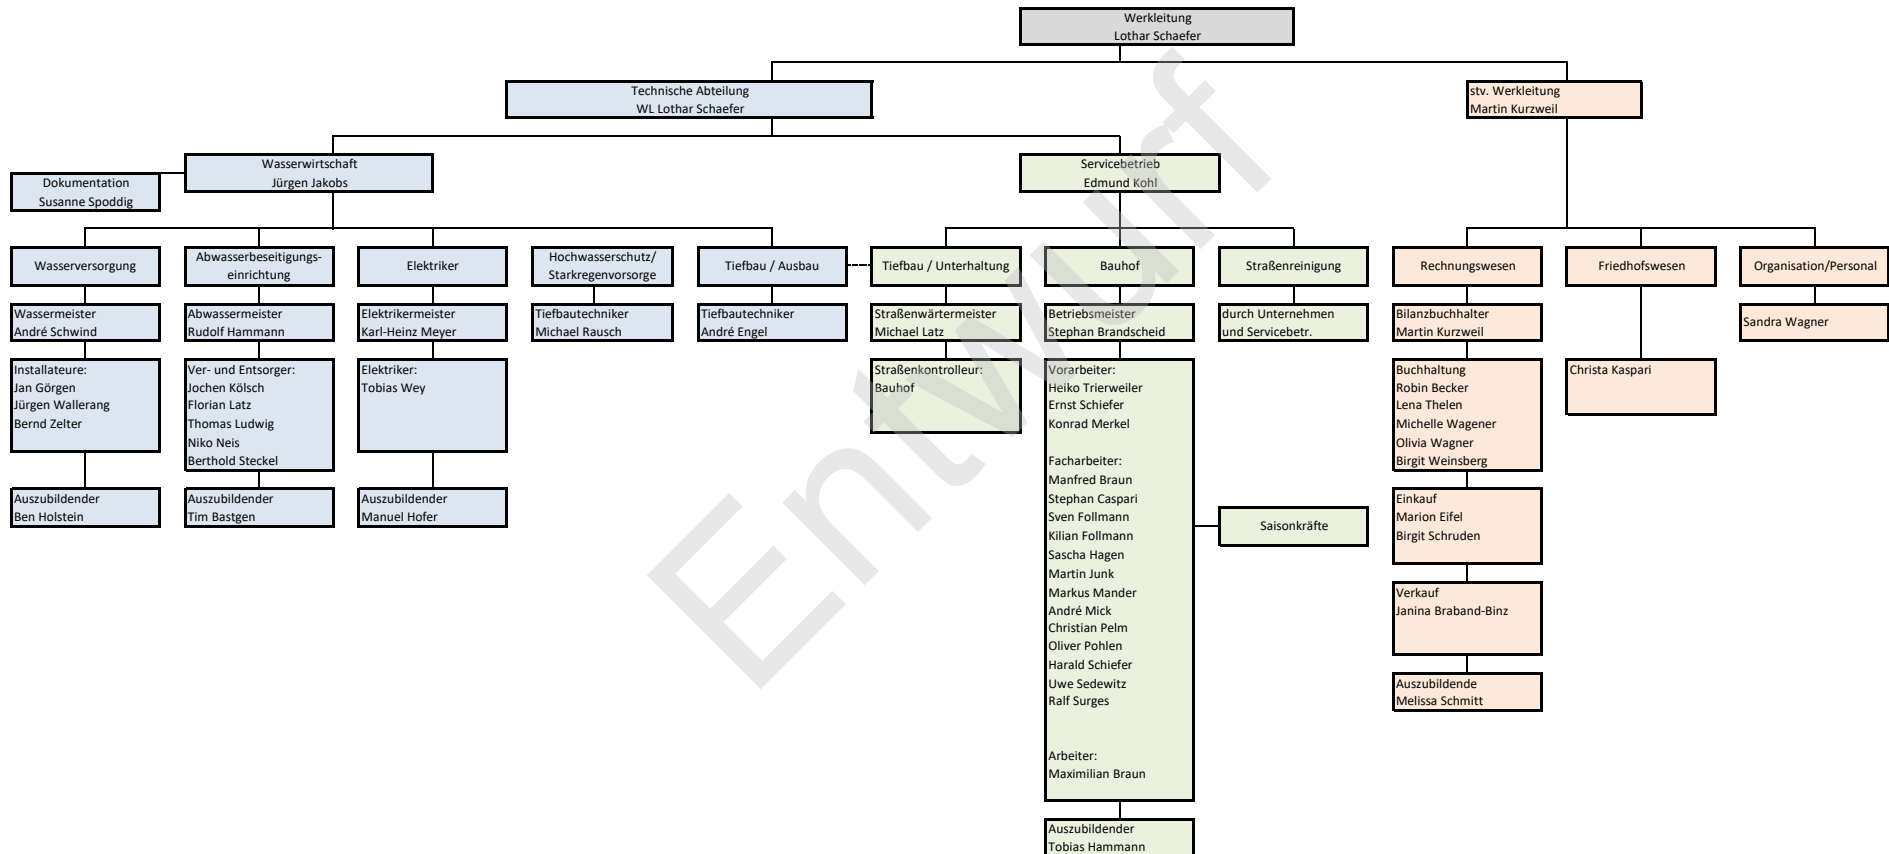 Werkleitung
Lothar Schaefer
Technische Abteilung
WL Lothar Schaefer
stv. Werkleitung
Martin Kurzweil
Wasserwirtschaft
Jürgen Jakobs
Servicebetrieb
Edmund Kohl
Dokumentation
Susanne Spoddig
Wasserversorgung
Abwasserbeseitigungs-
einrichtung
Elektriker
Hochwasserschutz/
Starkregenvorsorge
Tiefbau / Ausbau
Tiefbau / Unterhaltung
Bauhof
Straßenreinigung
Rechnungswesen
Friedhofswesen
Organisation/Personal
Wassermeister
André Schwind
Abwassermeister
Rudolf Hammann
Elektrikermeister
Karl-Heinz Meyer
Tiefbautechniker
Michael Rausch
Tiefbautechniker
André Engel
Straßenwärtermeister
Michael Latz
Betriebsmeister
Stephan Brandscheid
durch Unternehmen
und Servicebetr.
Bilanzbuchhalter
Martin Kurzweil
Sandra Wagner
Installateure:
Jan Görgen
Jürgen Wallerang
Bernd Zelter
Ver- und Entsorger:
Jochen Kölsch
Florian Latz
Thomas Ludwig
Niko Neis
Berthold Steckel
Elektriker:
Tobias Wey
Straßenkontrolleur:
Bauhof
Vorarbeiter:
Heiko Trierweiler
Ernst Schiefer
Konrad Merkel
Facharbeiter:
Manfred Braun
Stephan Caspari
Sven Follmann
Kilian Follmann
Sascha Hagen
Martin Junk
Markus Mander
André Mick
Christian Pelm
Oliver Pohlen
Harald Schiefer
Uwe Sedewitz
Ralf Surges
Arbeiter:
Maximilian Braun
Buchhaltung
Robin Becker
Lena Thelen
Michelle Wagener
Olivia Wagner
Birgit Weinsberg
Christa Kaspari
Auszubildender
Ben Holstein
Auszubildender
Tim Bastgen
Auszubildender
Manuel Hofer
Saisonkräfte
Einkauf
Marion Eifel
Birgit Schruden
Verkauf
Janina Braband-Binz
Auszubildende
Melissa Schmitt
Auszubildender
Tobias Hammann
Entwurf